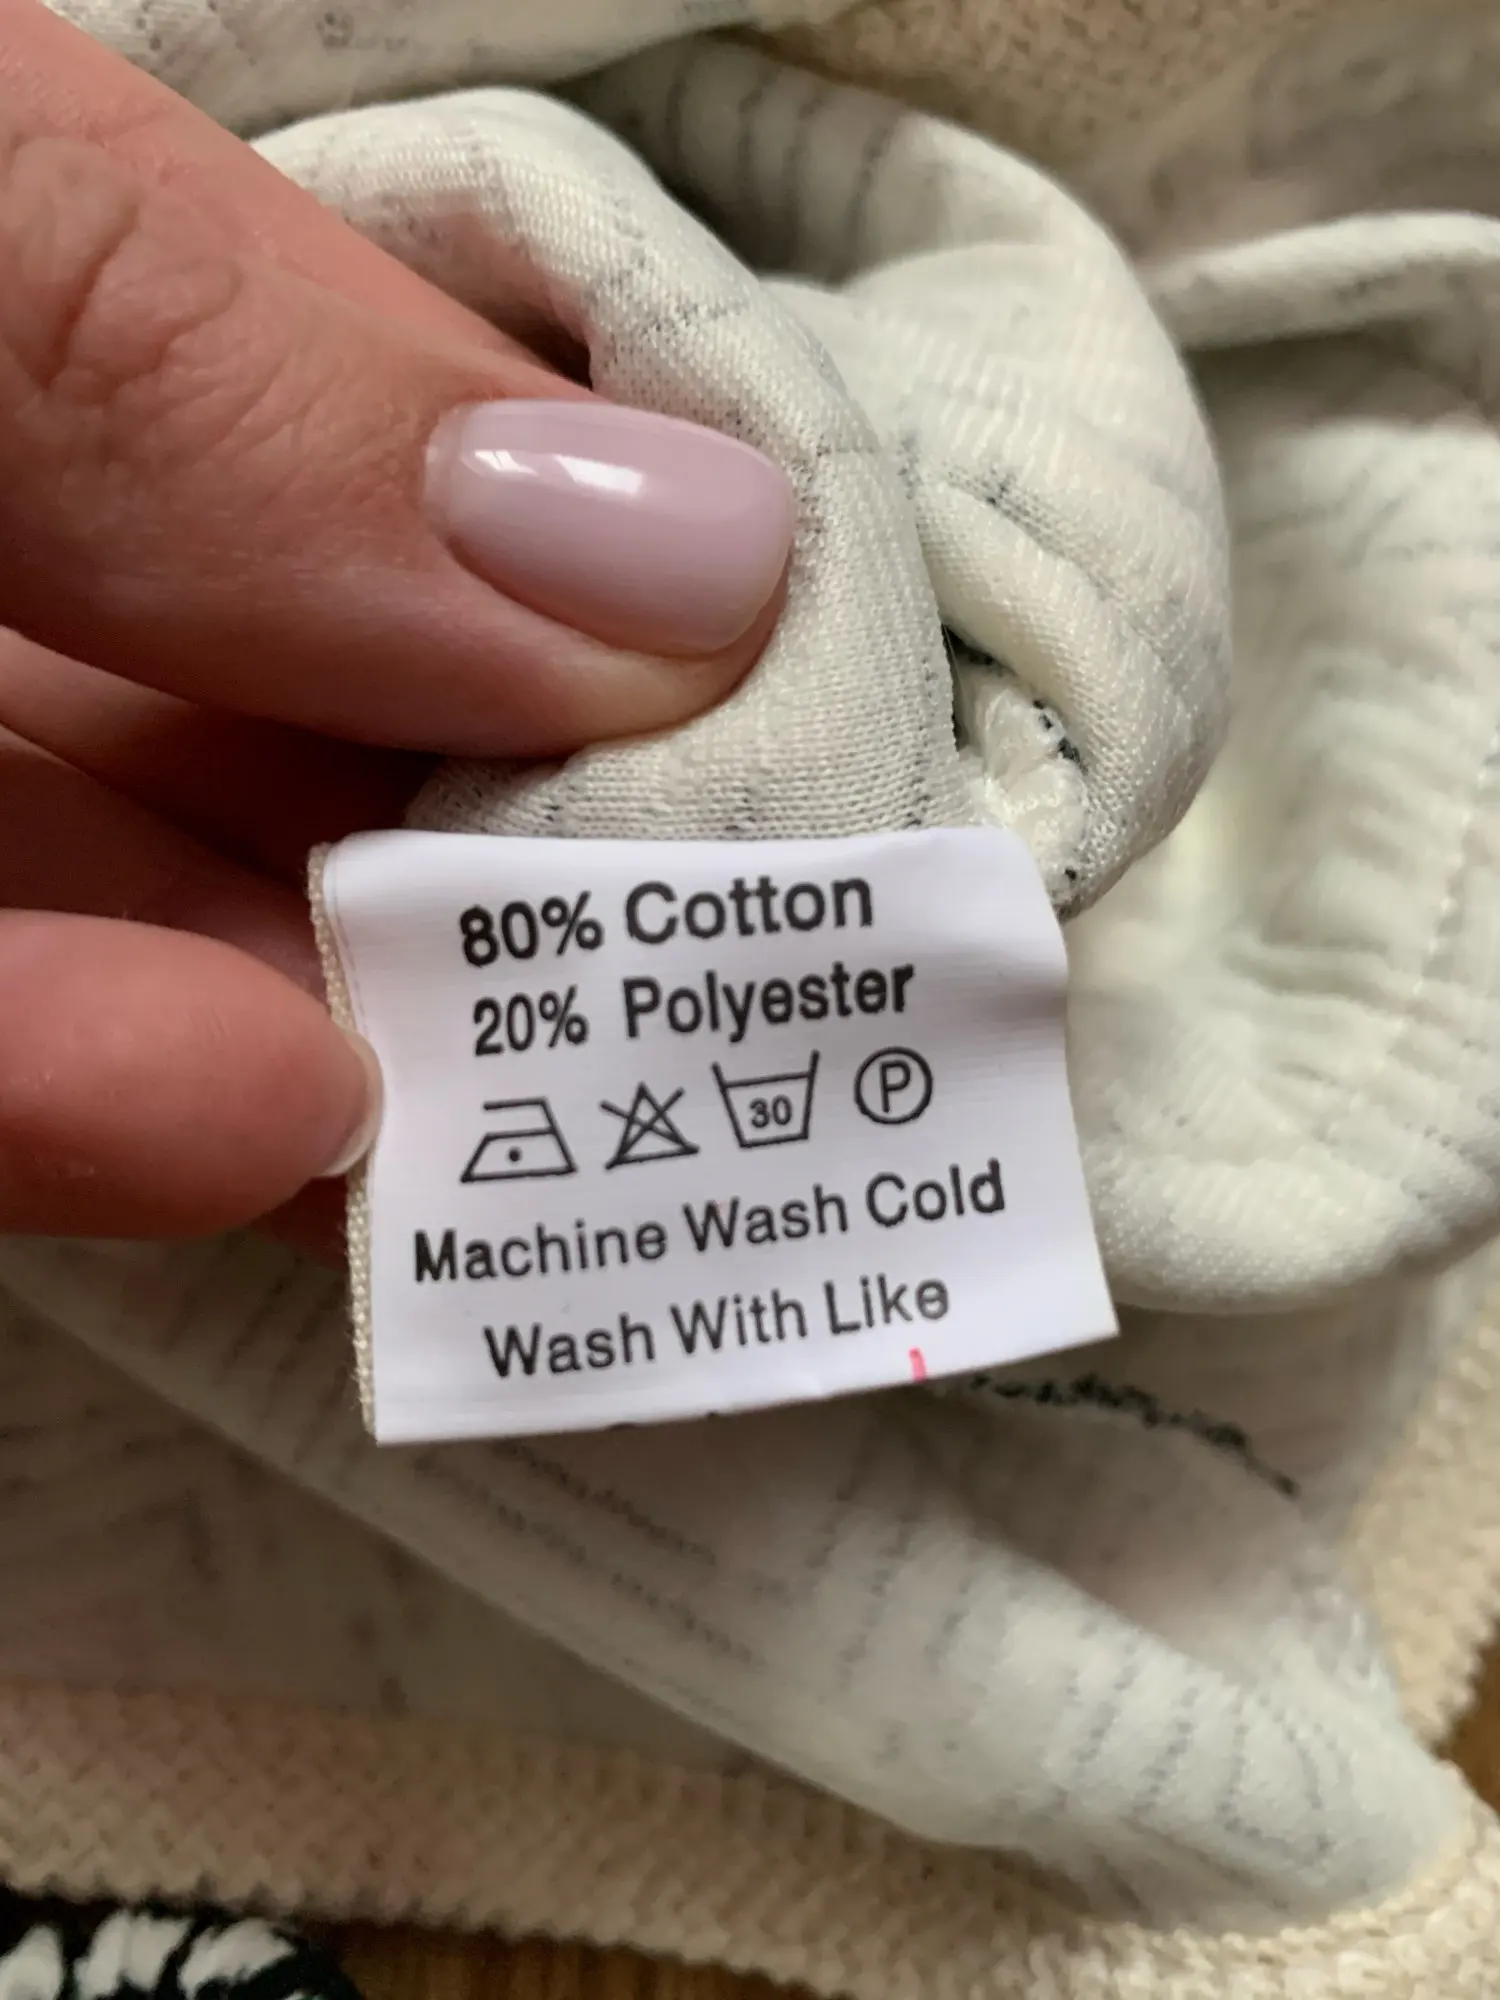 80% Cotton
20% Polyester
30 P
Machine Wash Cold
Wash With Like